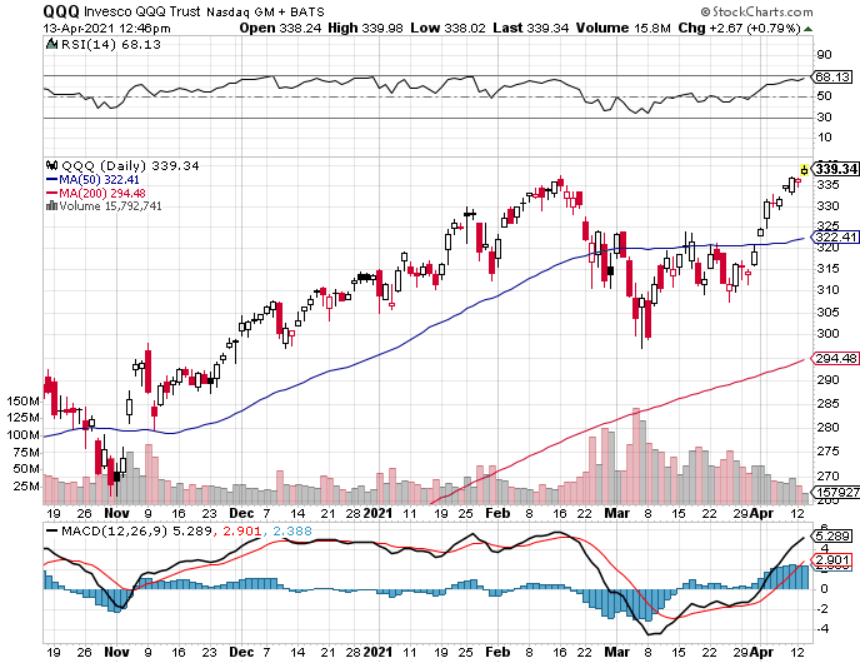 QQQ Invesco QQQ Trust Nasdaq GM + BATS © StockCharts.com
13-Apr-2021 12:46pm Open 338.24 High 339.98 Low 338.02 Last 339.34 Volume 15.8M Chg +2.67 (+0.79%)
RSI(14) 68.13
90
68.13
50
30
10
QQQ (Daily) 339.34
339.34
MA(50) 322.41
335
MA(200) 294.48
Volume 15,792,741
330
325
322.41
320
315
310
305
300
294.48
290
150M 285
125M
100M 280
75M 275
50M 270
25M
157927
19 26 Nov 9 16 23 Dec 7 14 21 28 2021 11 19 25 Feb 8 16 22 Mar 8 15 22 29 Apr 12
MACD(12,26,9) 5.289, 2.901, 2.388
6
5.289
4
2.901
0
-2
-4
19 26 Nov 9 16 23 Dec 7 14 21 28 2021 11 19 25 Feb 8 16 22 Mar 8 15 22 29 Apr 12